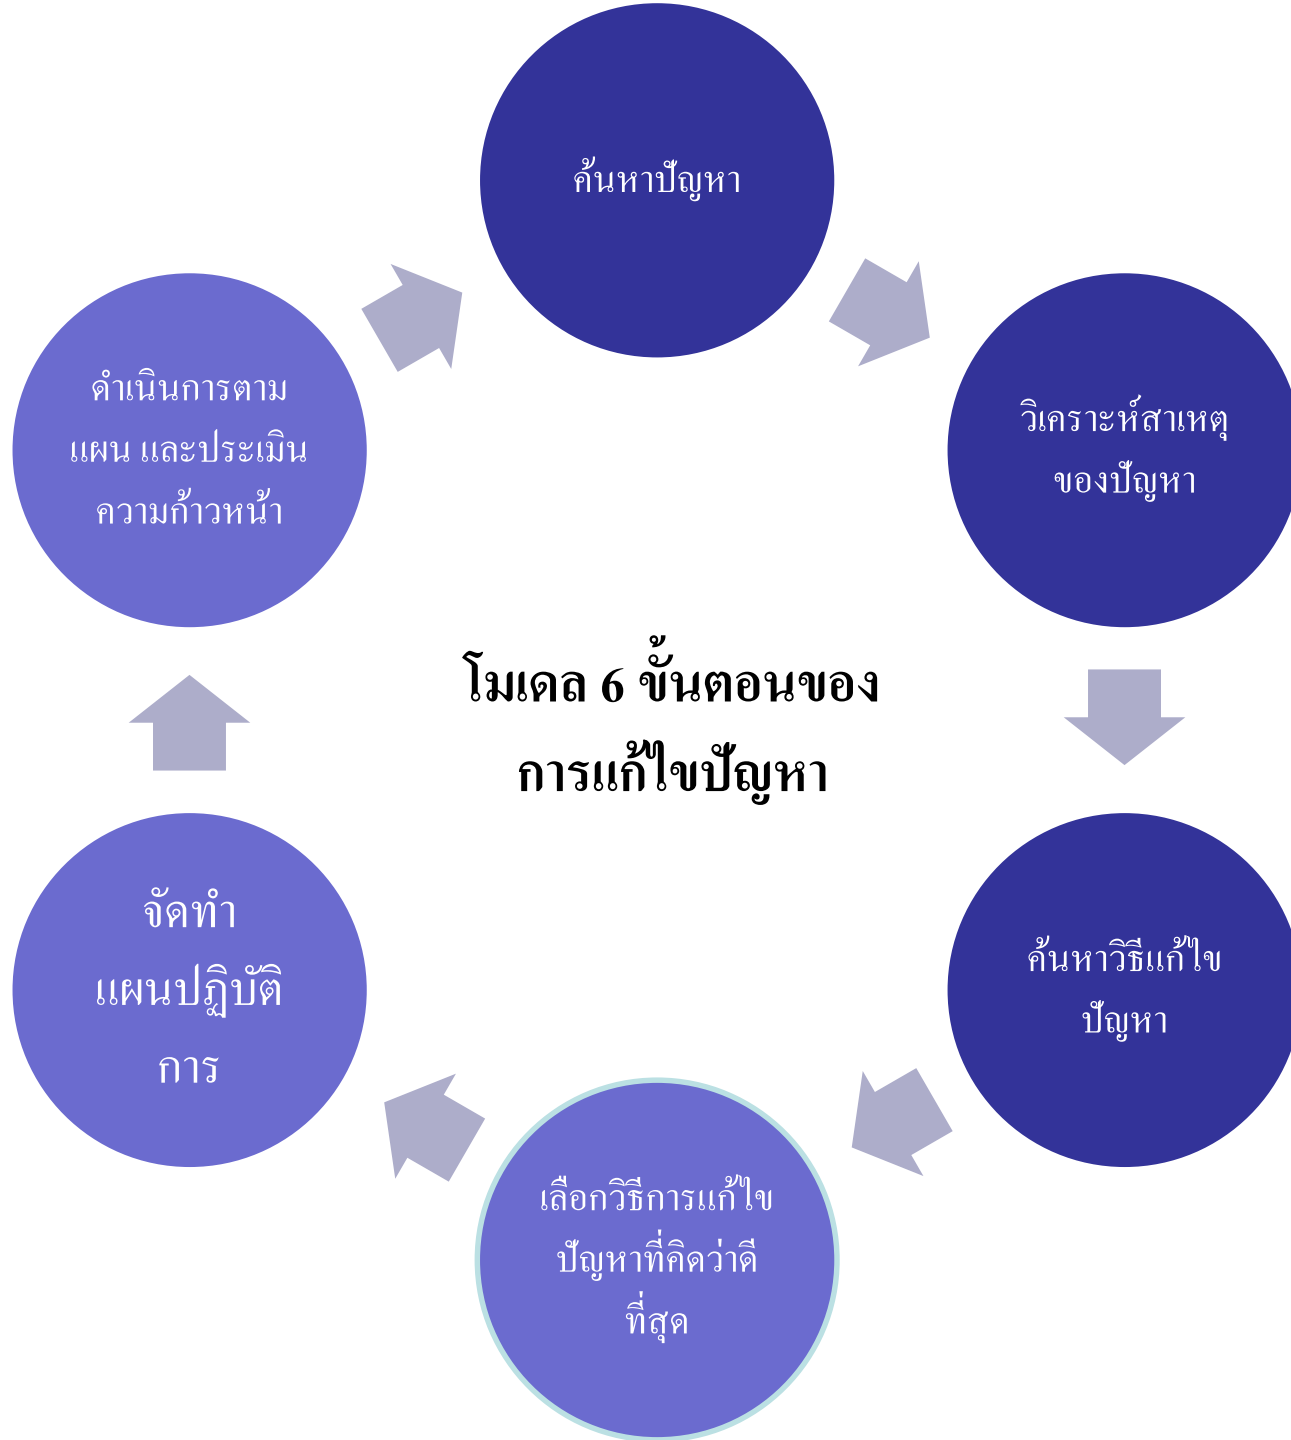 ค้นหาปัญหา
วิเคราะห์สาเหตุ
ของปัญหา
ค้นหาวิธีแก้ไข
ปัญหา
เลือกวิธีการแก้ไข
ปัญหาที่คิดว่าดี
ที่สุด
จัดทำ
แผนปฏิบัติ
การ
ดำเนินการตาม
แผน และประเมิน
ความก้าวหน้า
โมเดล 6 ขั้นตอนของ
การแก้ไขปัญหา